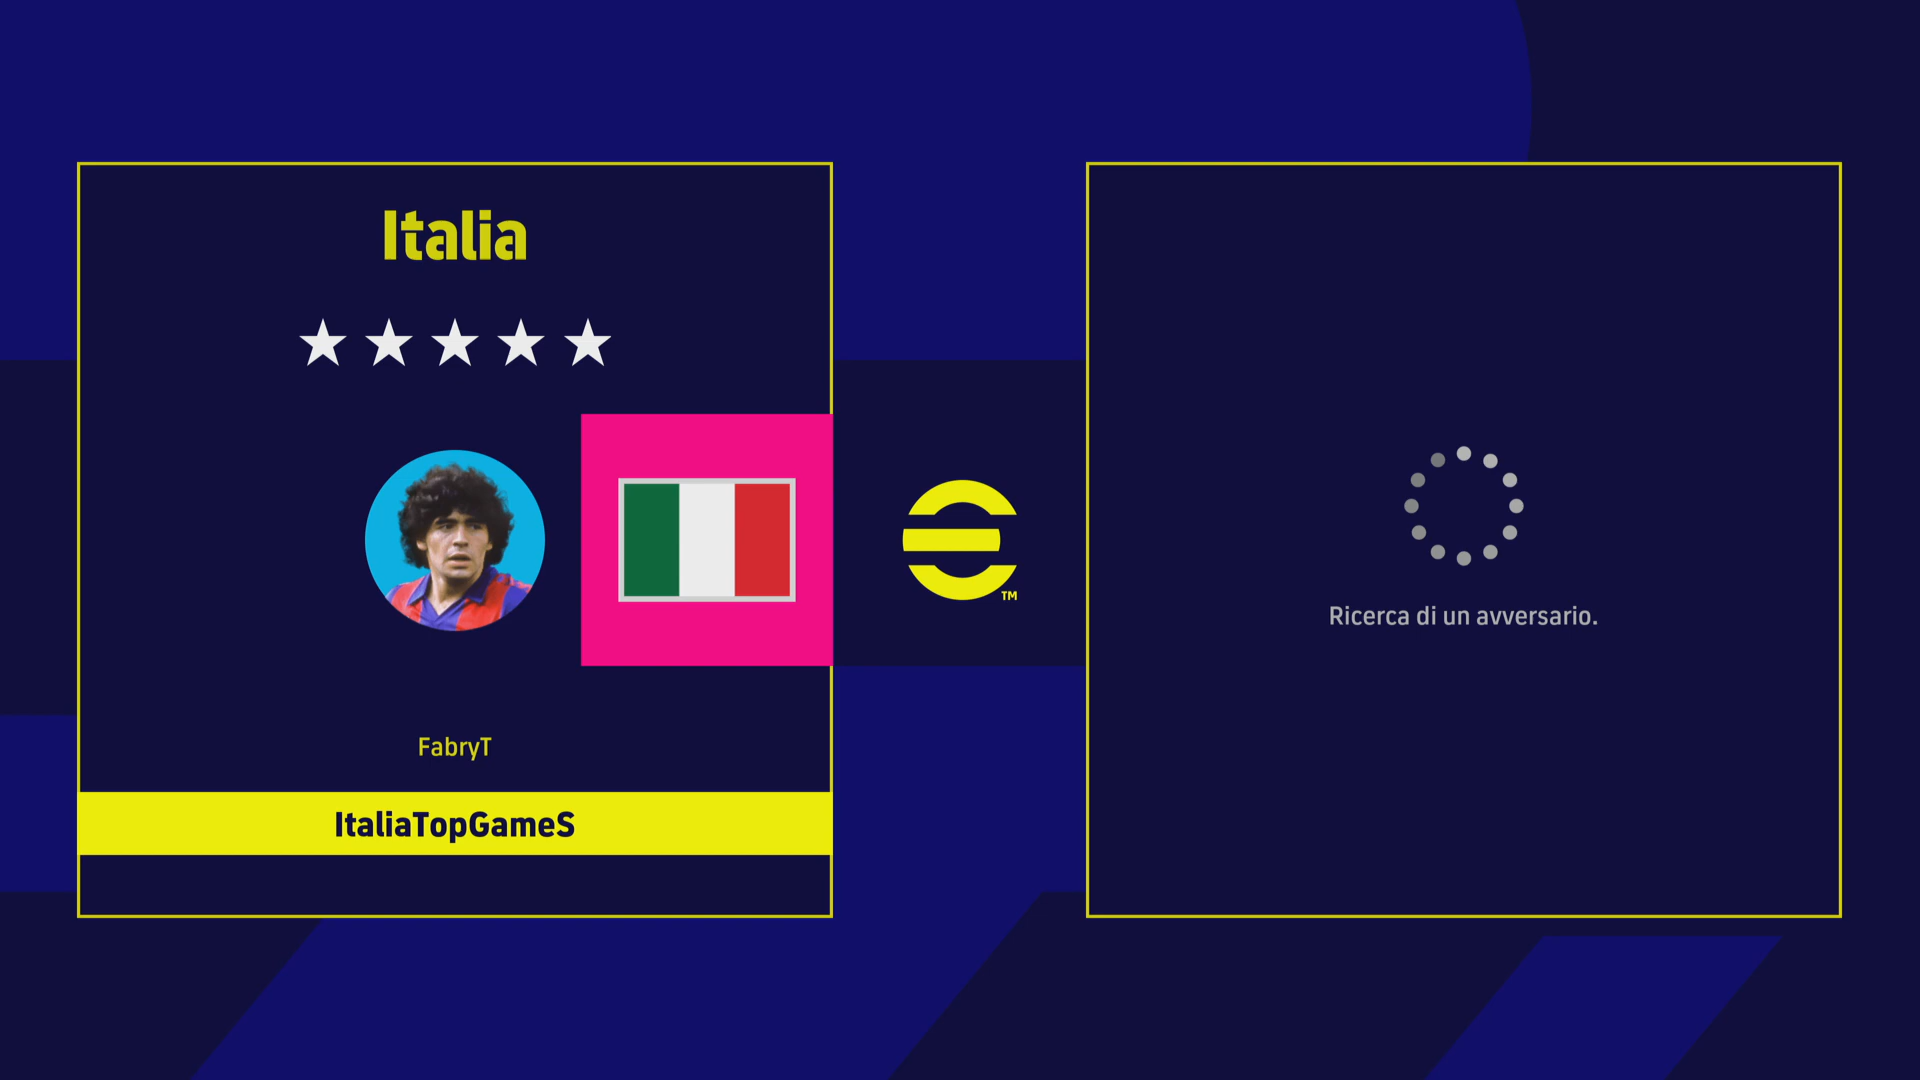 Italia
FabryT
ItaliaTopGameS
TM
Ricerca di un avversario.